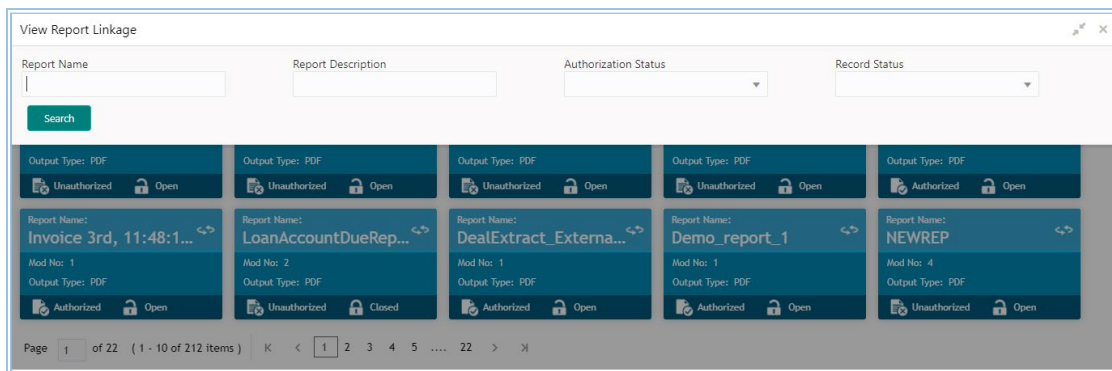 View Report Linkage
Report Name Report Description Authorization Status Record Status
Search
Output Type: PDF Output Type: PDF Output Type: PDF Output Type: PDF Output Type: PDF
Unauthorized Open Unauthorized Open Unauthorized Open Unauthorized Open Authorized Open
Report Name: Report Name: Report Name: Report Name: Report Name:
Invoice 3rd, 11:48:1... LoanAccountDueRep... DealExtract_Externa... Demo_report_1 NEWREP
Mod No: 1 Mod No: 2 Mod No: 1 Mod No: 1 Mod No: 4
Output Type: PDF Output Type: PDF Output Type: PDF Output Type: PDF Output Type: PDF
Authorized Open Unauthorized Closed Authorized Open Authorized Open Unauthorized Open
Page 1 of 22 ( 1 - 10 of 212 items ) 1 2 3 4 5 .... 22